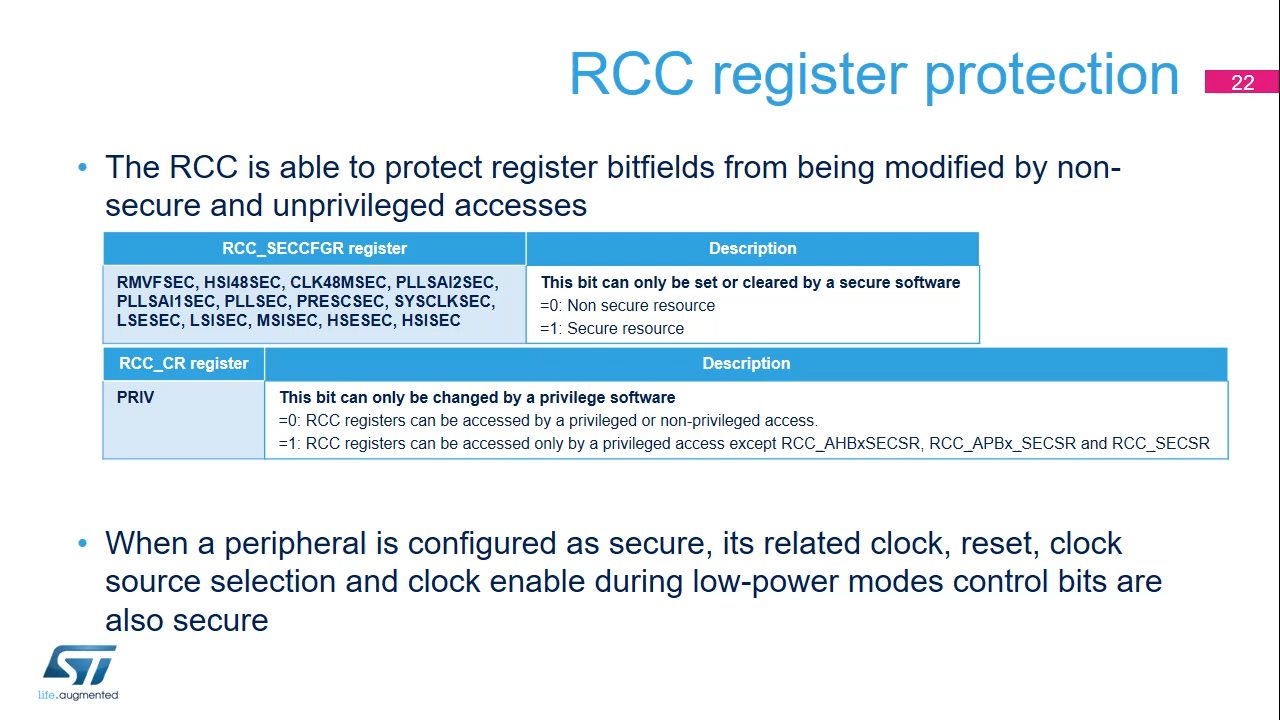 RCC register protection
22
• The RCC is able to protect register bitfields from being modified by non-
secure and unprivileged accesses
RCC_SECCFGR register
Description
RMVFSEC, HSI48SEC, CLK48MSEC, PLLSAI2SEC,
PLLSAI1SEC, PLLSEC, PRESCSEC, SYSCLKSEC,
LSESEC, LSISEC, MSISEC, HSESEC, HSISEC
This bit can only be set or cleared by a secure software
=0: Non secure resource
=1: Secure resource
RCC_CR register
Description
PRIV
This bit can only be changed by a privilege software
=0: RCC registers can be accessed by a privileged or non-privileged access.
=1: RCC registers can be accessed only by a privileged access except RCC_AHBxSECSR, RCC_APBx_SECSR and RCC_SECSR
• When a peripheral is configured as secure, its related clock, reset, clock
source selection and clock enable during low-power modes control bits are
also secure
ST
life.augmented